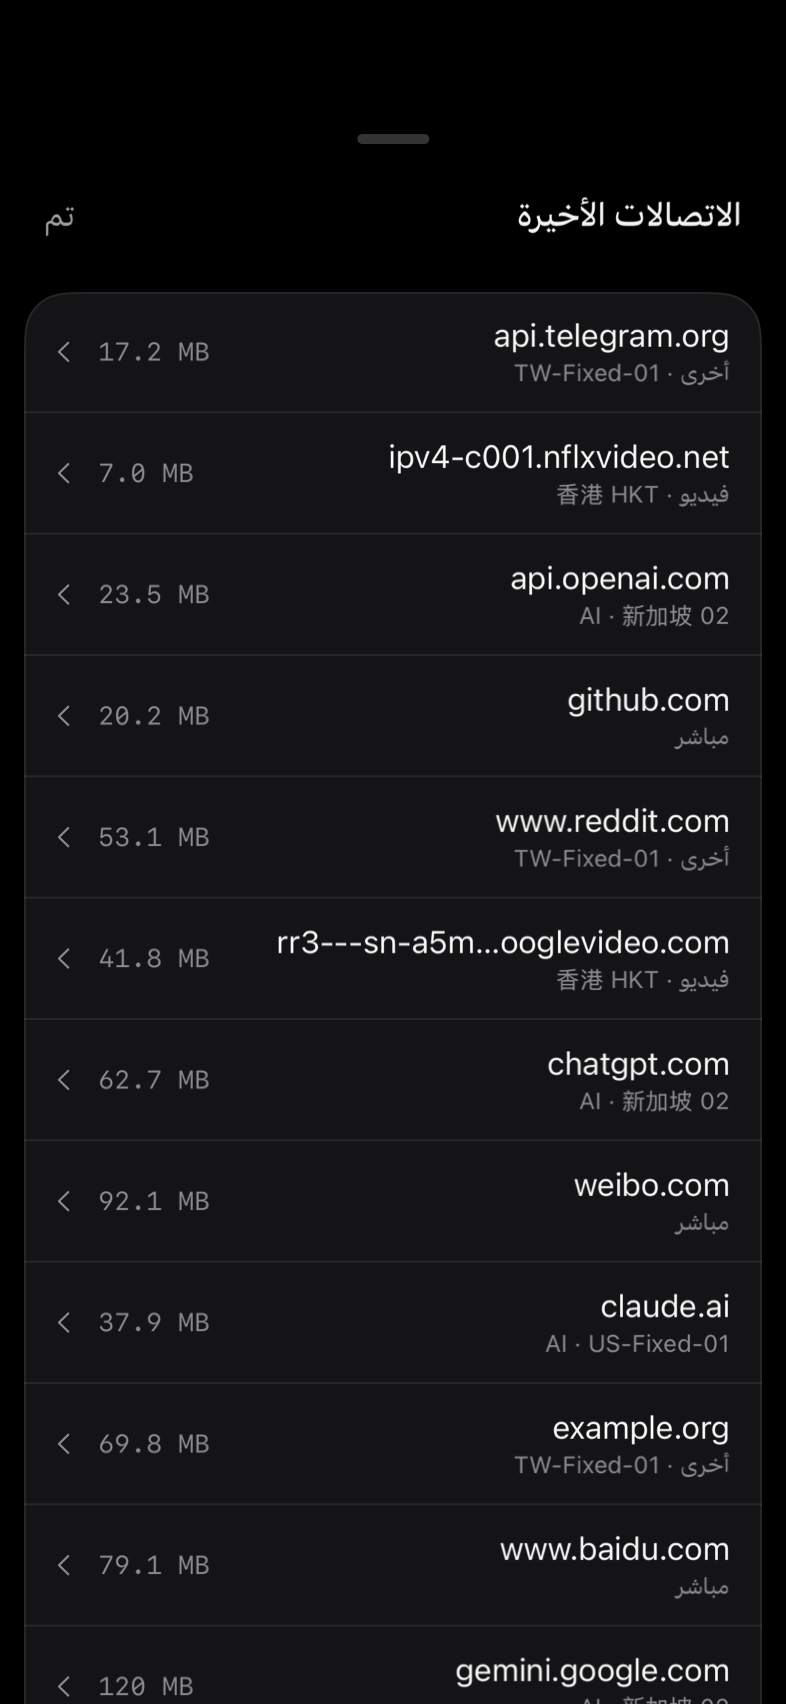 الاتصالات الأخيرة
تم
api.telegram.org
أخرى · TW-Fixed-01
17.2 MB
ipv4-c001.nflxvideo.net
فيديو · 香港 HKT
7.0 MB
api.openai.com
AI · 新加坡 02
23.5 MB
github.com
مباشر
20.2 MB
www.reddit.com
أخرى · TW-Fixed-01
53.1 MB
rr3---sn-a5m...ooglevideo.com
فيديو · 香港 HKT
41.8 MB
chatgpt.com
AI · 新加坡 02
62.7 MB
weibo.com
مباشر
92.1 MB
claude.ai
AI · US-Fixed-01
37.9 MB
example.org
أخرى · TW-Fixed-01
69.8 MB
www.baidu.com
مباشر
79.1 MB
gemini.google.com
120 MB